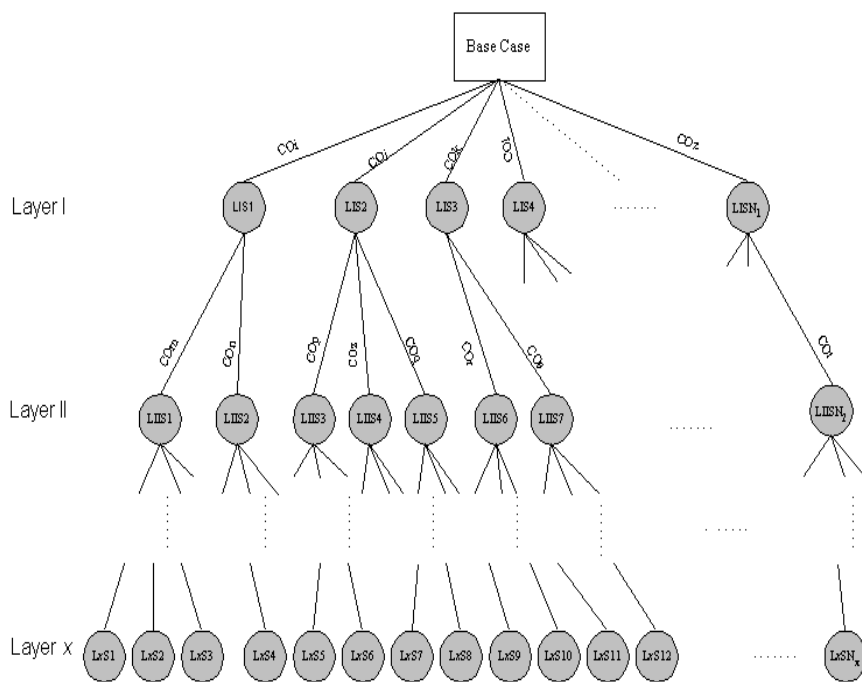 Base Case
COi
COj
COk
COl
COz
Layer I
LIS1
LIS2
LIS3
LIS4
LISN₁
COm
COn
COp
COz
COq
COr
COs
COt
Layer II
LIIS1
LIIS2
LIIS3
LIIS4
LIIS5
LIIS6
LIIS7
LIISN₂
Layer x
LxS1
LxS2
LxS3
LxS4
LxS5
LxS6
LxS7
LxS8
LxS9
LxS10
LxS11
LxS12
LxSNₓ